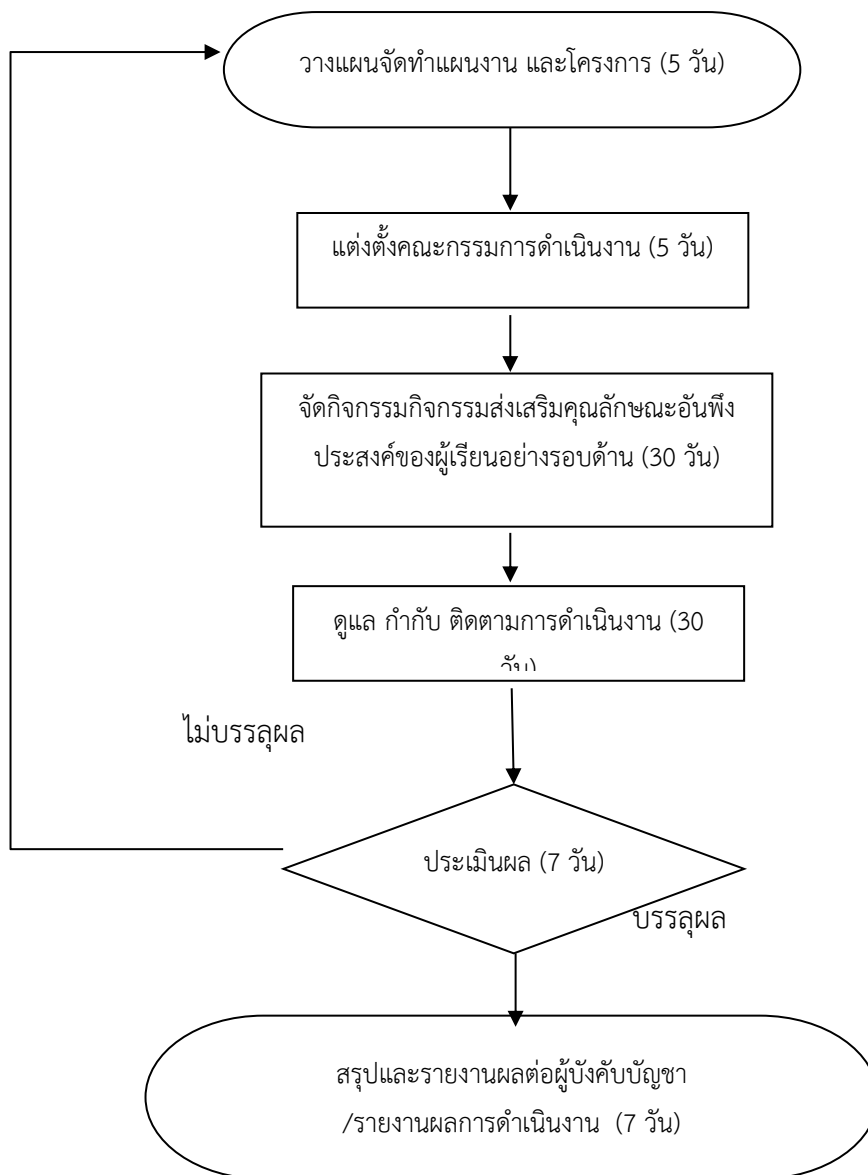 วางแผนจัดทำแผนงาน และโครงการ (5 วัน)
แต่งตั้งคณะกรรมการดำเนินงาน (5 วัน)
จัดกิจกรรมกิจกรรมส่งเสริมคุณลักษณะอันพึง
ประสงค์ของผู้เรียนอย่างรอบด้าน (30 วัน)
ดูแล กำกับ ติดตามการดำเนินงาน (30
วัน)
ไม่บรรลุผล
ประเมินผล (7 วัน)
บรรลุผล
สรุปและรายงานผลต่อผู้บังคับบัญชา
/รายงานผลการดำเนินงาน (7 วัน)